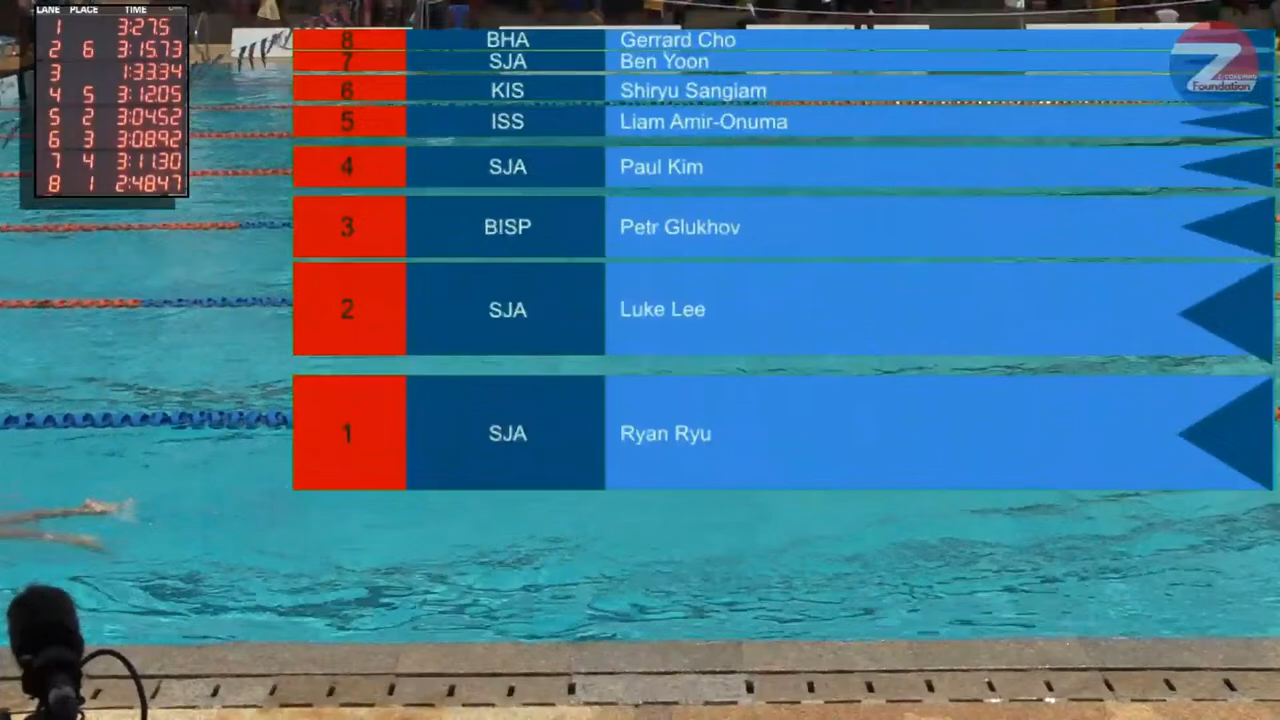 LANE PLACE TIME
1 3:27.5
2 6 3:15.73
3 1:33.34
4 5 3:12.05
5 2 3:04.52
6 3 3:08.92
7 4 3:11.30
8 1 2:48.47
8 BHA Gerrard Cho
7 SJA Ben Yoon
6 KIS Shiryu Sangiam
5 ISS Liam Amir-Onuma
4 SJA Paul Kim
3 BISP Petr Glukhov
2 SJA Luke Lee
1 SJA Ryan Ryu
Z
Foundation